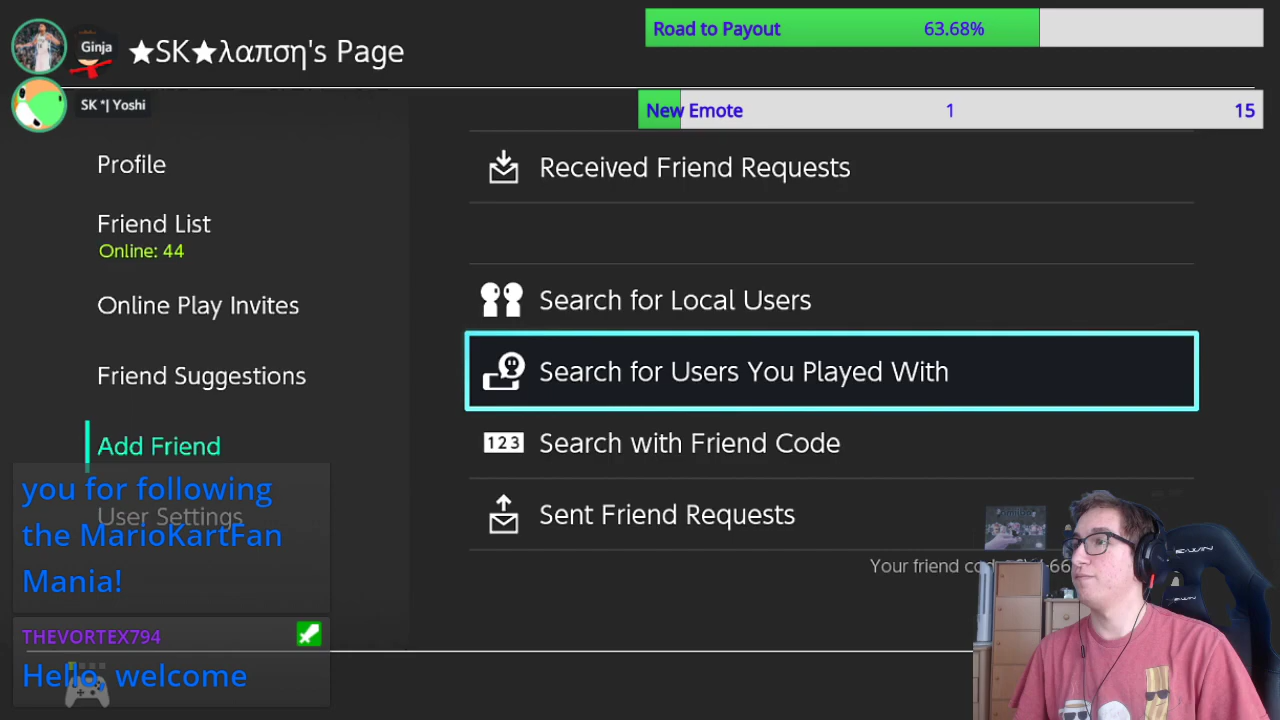 Ginja
★SK★λαπση's Page
Road to Payout 63.68%
SK *| Yoshi
New Emote 1 15
Profile
Friend List
Online: 44
Online Play Invites
Friend Suggestions
Add Friend
User Settings
Received Friend Requests
Search for Local Users
Search for Users You Played With
123 Search with Friend Code
Sent Friend Requests
Your friend
you for following
the MarioKartFan
Mania!
THEVORTEX794
Hello, welcome